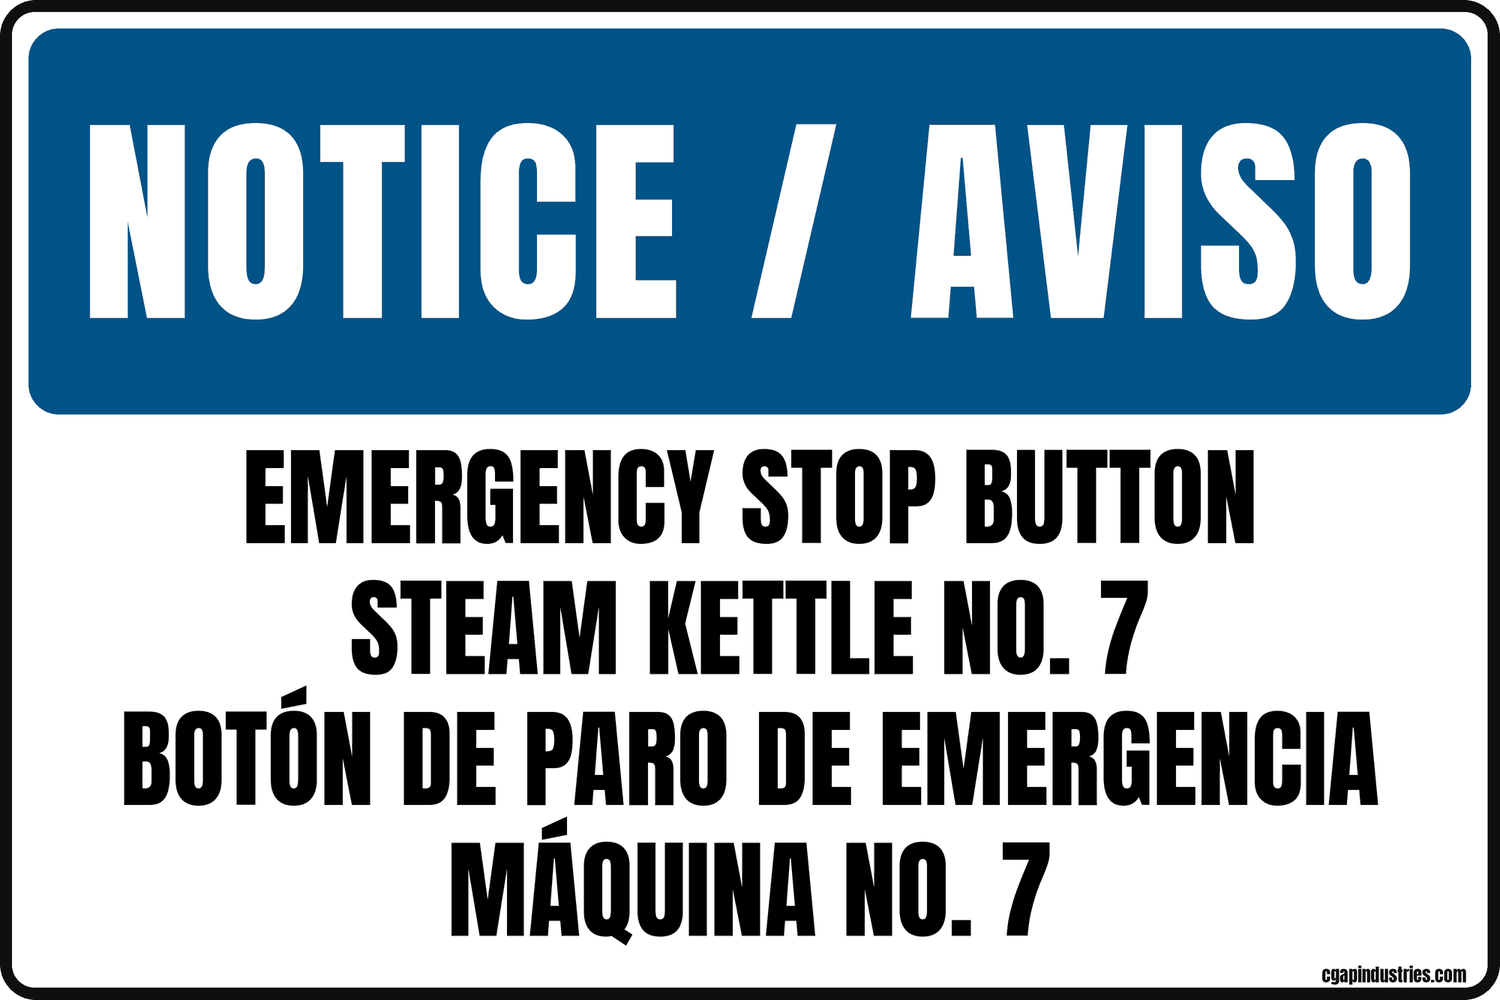 NOTICE / AVISO
EMERGENCY STOP BUTTON
STEAM KETTLE NO. 7
BOTÓN DE PARO DE EMERGENCIA
MÁQUINA NO. 7
cgapindustries.com